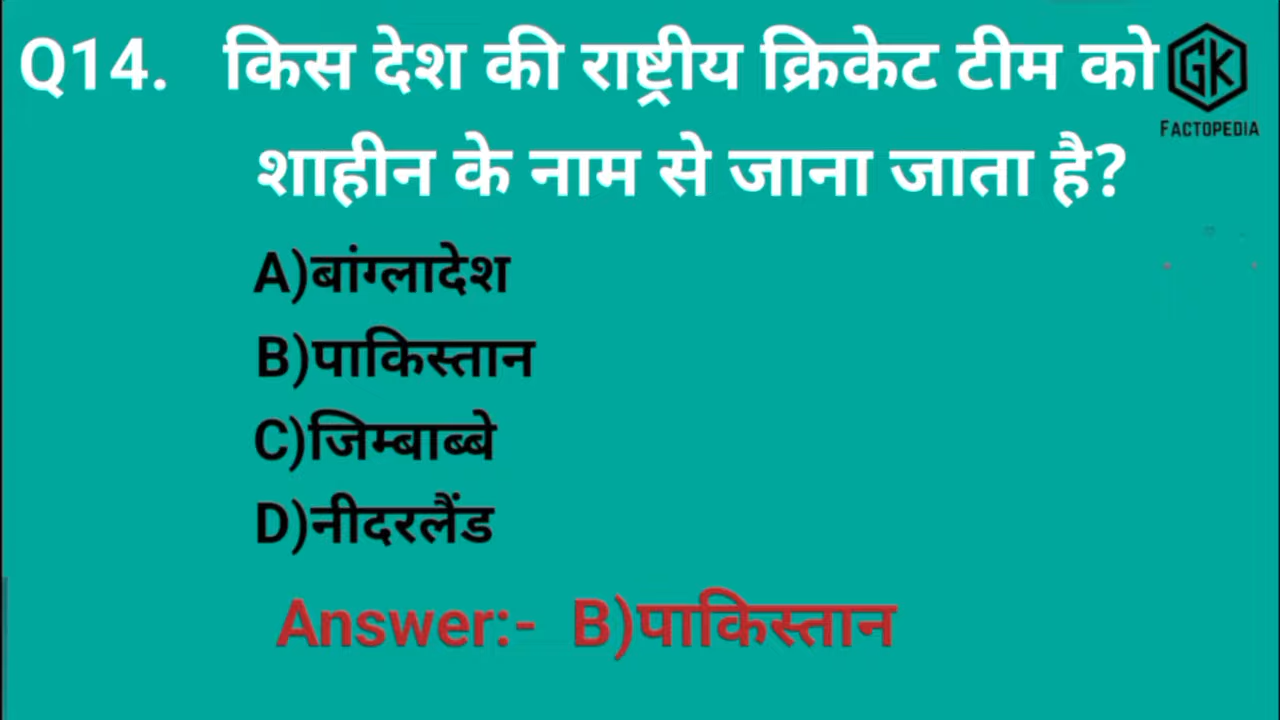 Q14. किस देश की राष्ट्रीय क्रिकेट टीम को
शाहीन के नाम से जाना जाता है?
GK
FACTOPEDIA
A)बांग्लादेश
B)पाकिस्तान
C)जिम्बाब्बे
D)नीदरलैंड
Answer:- B)पाकिस्तान